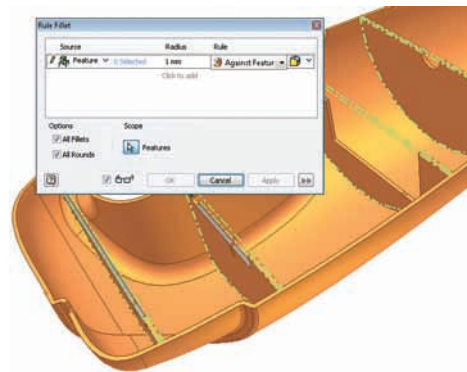 Rule Fillet
Source Radius Rule
Feature 0 Selected 1 mm Against Featur
Click to add
Options Scope
All Fillets
All Rounds
Features
OK Cancel Apply >>